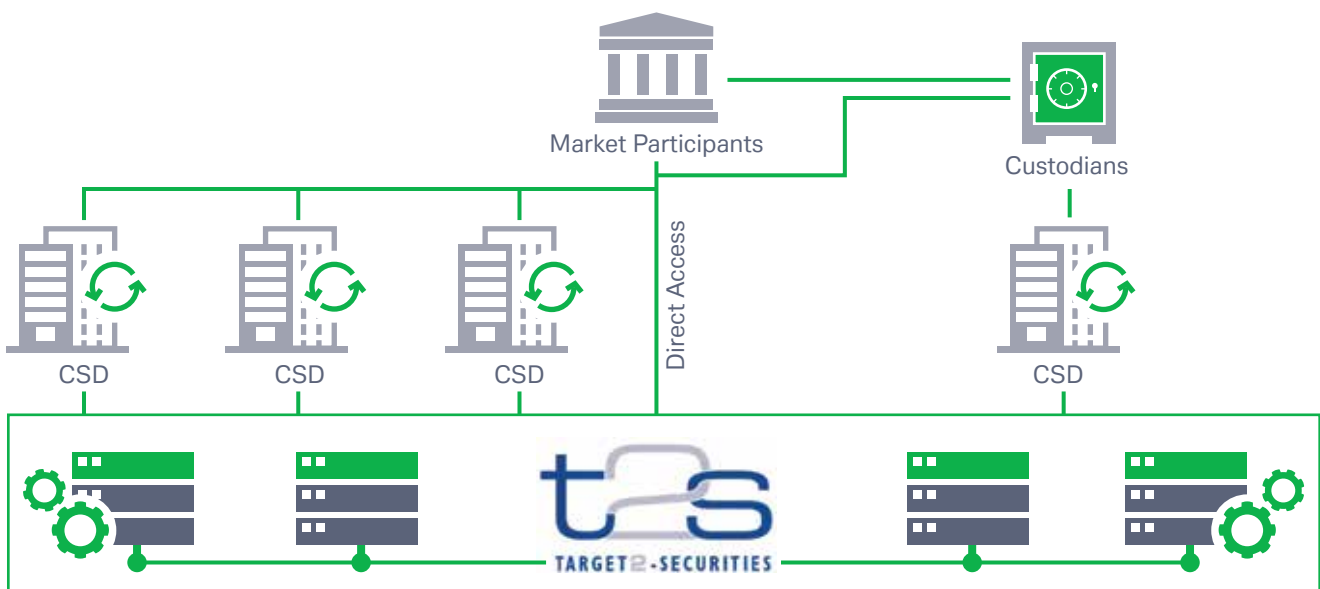 Market Participants
Custodians
Direct Access
CSD
CSD
CSD
CSD
t2s
TARGET2-SECURITIES